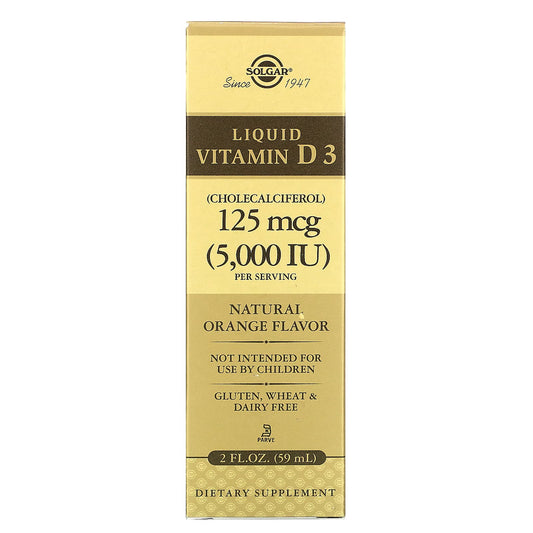 SOLGAR®
Since 1947
LIQUID
VITAMIN D 3
(CHOLECALCIFEROL)
125 mcg
(5,000 IU)
PER SERVING
NATURAL
ORANGE FLAVOR
NOT INTENDED FOR
USE BY CHILDREN
GLUTEN, WHEAT &
DAIRY FREE
PARVE
2 FL.OZ. (59 mL)
DIETARY SUPPLEMENT